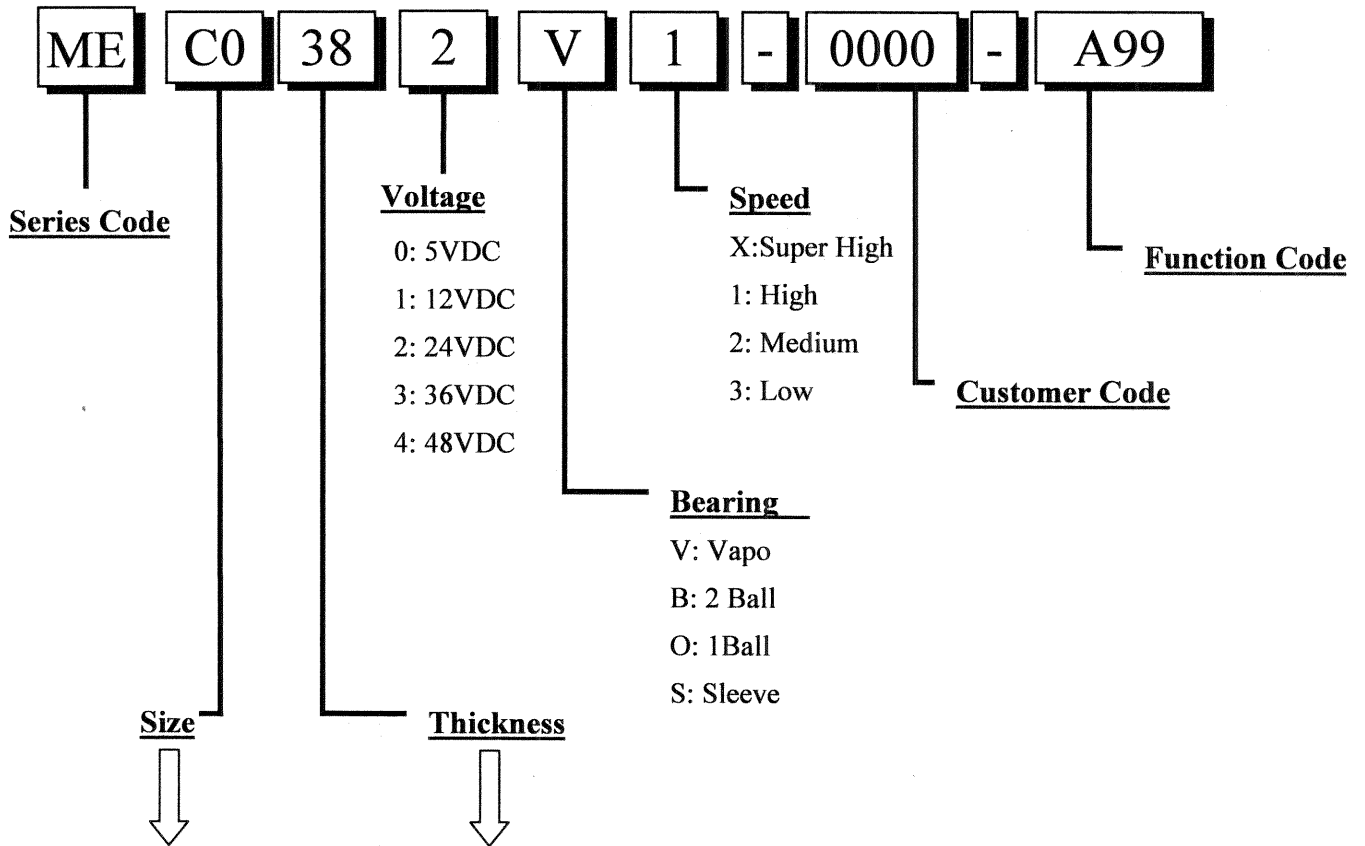 ME C0 38 2 V 1 - 0000 - A99
Series Code
Voltage
0: 5VDC
1: 12VDC
2: 24VDC
3: 36VDC
4: 48VDC
Speed
X:Super High
1: High
2: Medium
3: Low
Function Code
Customer Code
Bearing
V: Vapo
B: 2 Ball
O: 1Ball
S: Sleeve
Size
Thickness